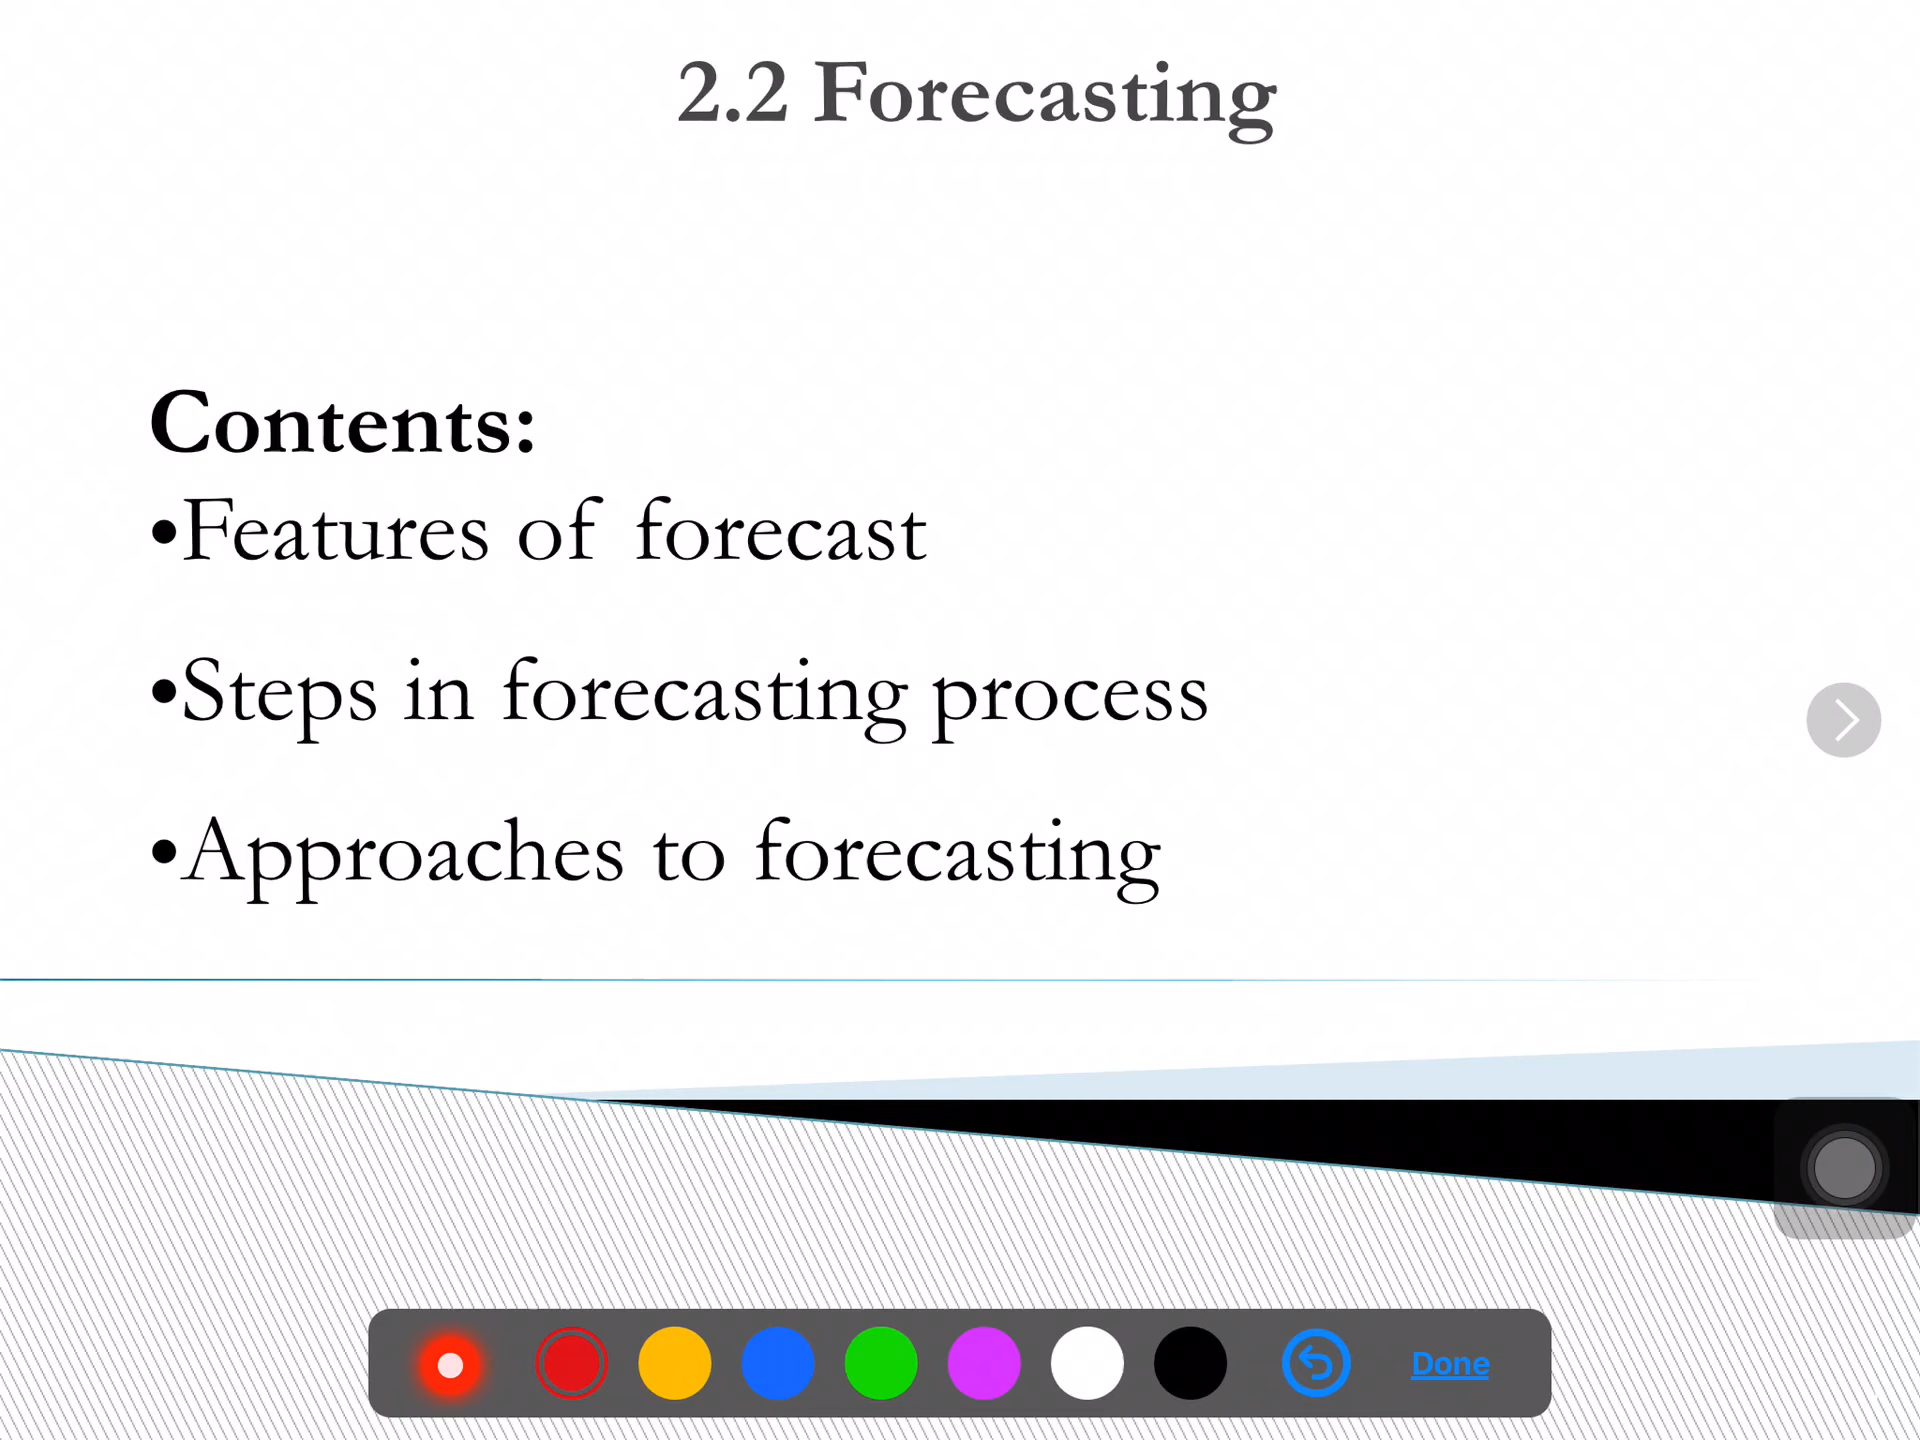 2.2 Forecasting
Contents:
•Features of forecast
•Steps in forecasting process
•Approaches to forecasting
Done